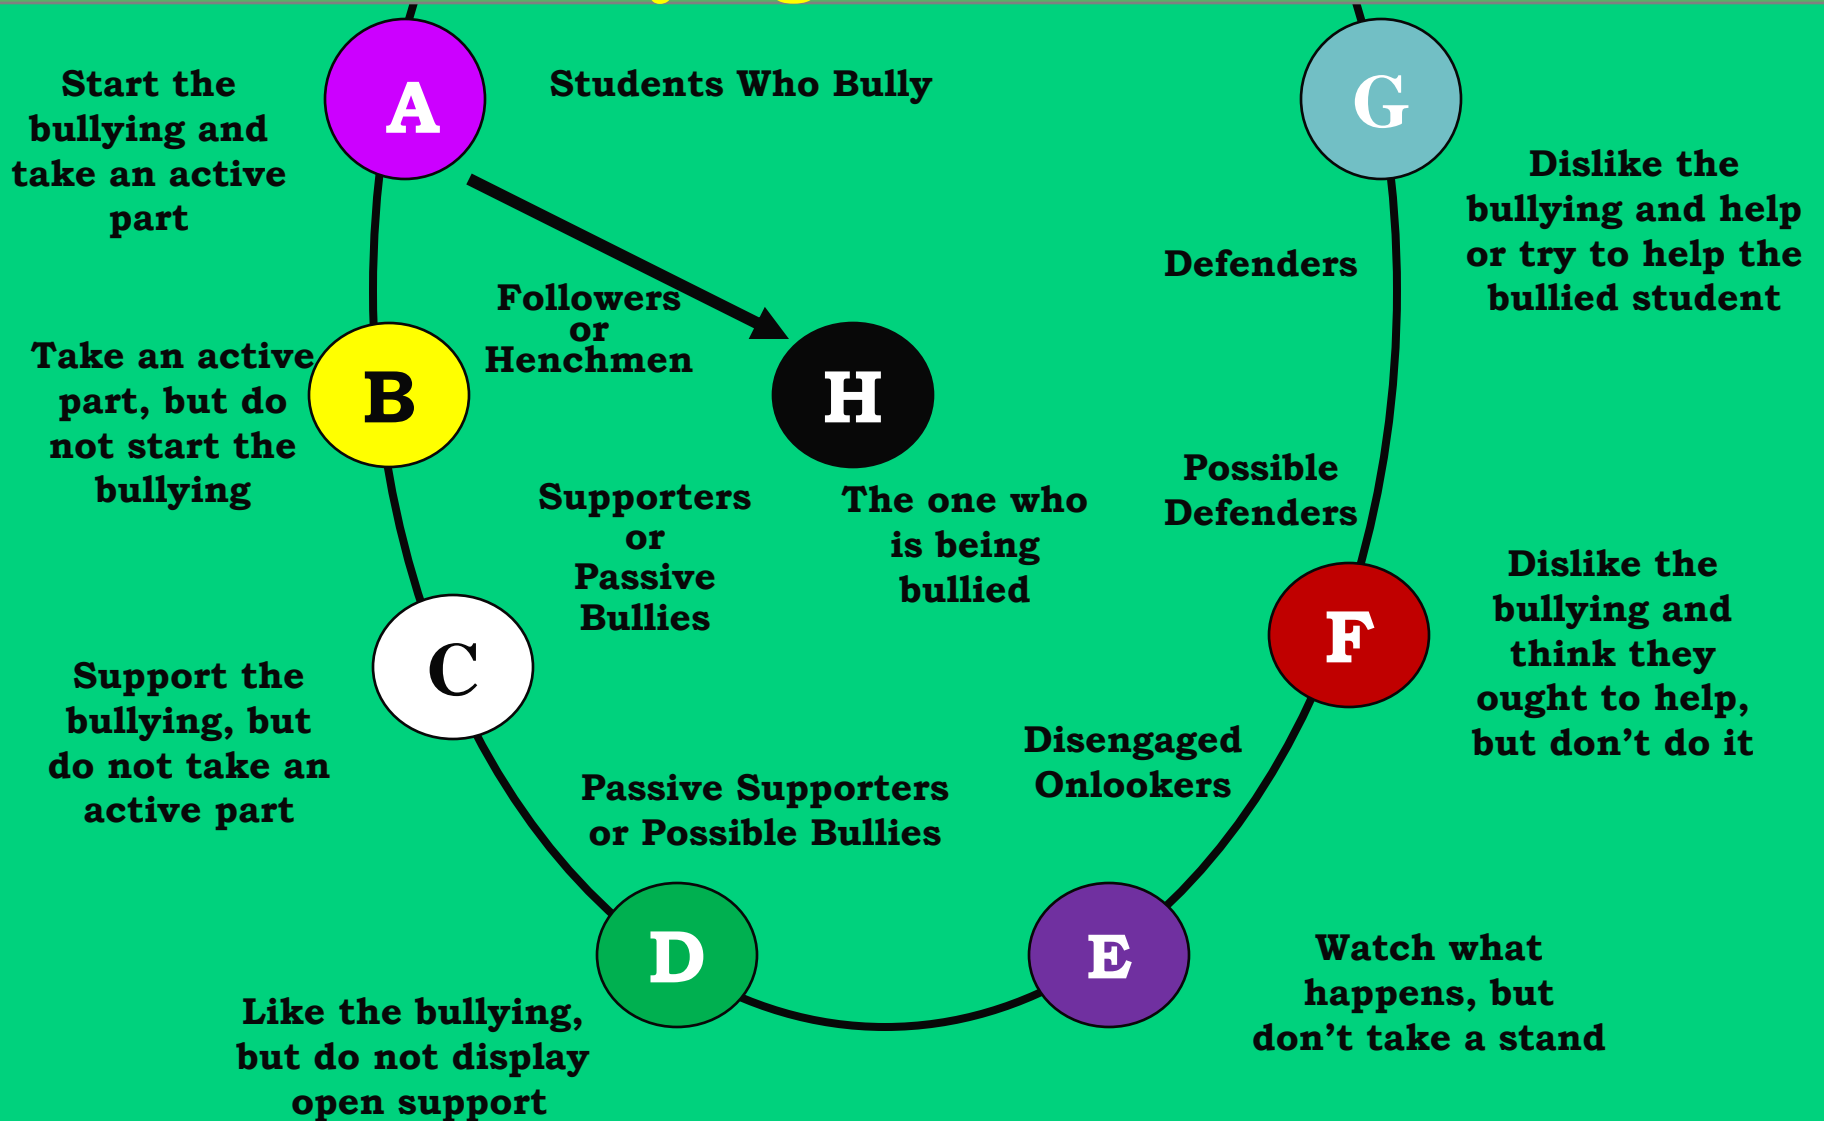 Start the
bullying and
take an active
part
A
Students Who Bully
G
Dislike the
bullying and help
or try to help the
bullied student
Defenders
Followers
or
Henchmen
Take an active
part, but do
not start the
bullying
B
H
The one who
is being
bullied
Supporters
or
Passive
Bullies
Possible
Defenders
F
Dislike the
bullying and
think they
ought to help,
but don’t do it
C
Support the
bullying, but
do not take an
active part
Disengaged
Onlookers
Passive Supporters
or Possible Bullies
D
E
Watch what
happens, but
don’t take a stand
Like the bullying,
but do not display
open support